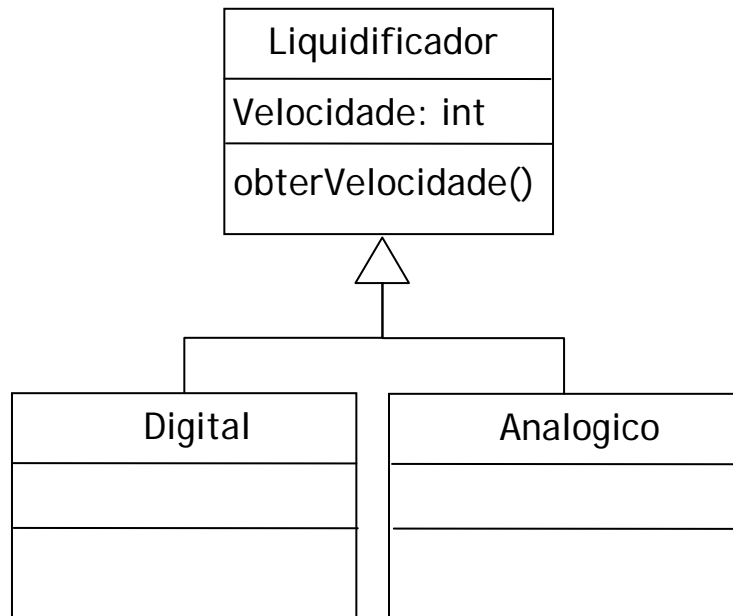 Liquidificador
Velocidade: int
obterVelocidade()
Digital
Analogico